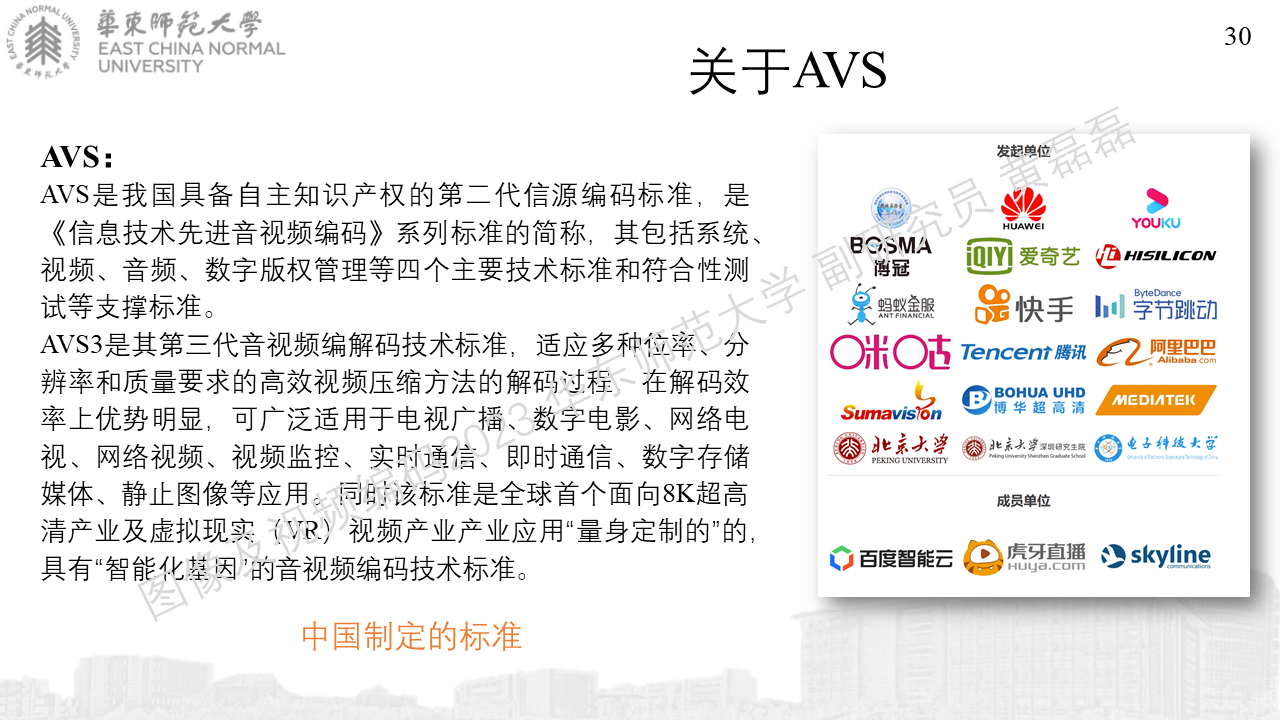 華東師範大學
EAST CHINA NORMAL
UNIVERSITY
30
关于AVS
AVS：
AVS是我国具备自主知识产权的第二代信源编码标准，是
《信息技术先进音视频编码》系列标准的简称，其包括系统、
视频、音频、数字版权管理等四个主要技术标准和符合性测
试等支撑标准。
AVS3是其第三代音视频编解码技术标准，适应多种位率、分
辨率和质量要求的高效视频压缩方法的解码过程，在解码效
率上优势明显，可广泛适用于电视广播、数字电影、网络电
视、网络视频、视频监控、实时通信、即时通信、数字存储
媒体、静止图像等应用。同时该标准是全球首个面向8K超高
清产业及虚拟现实（VR）视频产业产业应用“量身定制的”的，
具有“智能化基因”的音视频编码技术标准。
中国制定的标准
图像及视频编码2023 华东师范大学 副研究员 黄磊磊
发起单位
HUAWEI
YOUKU
BOSMA
博冠
iQIYI 爱奇艺
HISILICON
蚂蚁金服
ANT FINANCIAL
快手
ByteDance
字节跳动
咪咕
Tencent 腾讯
阿里巴巴
Alibaba.com
Sumavision
BOHUA UHD
博华超高清
MEDIATEK
北京大学
PEKING UNIVERSITY
北京大学深圳研究生院
Peking University Shenzhen Graduate School
电子科技大学
University of Electronic Science and Technology of China
成员单位
百度智能云
虎牙直播
HUYA.COM
skyline
communications